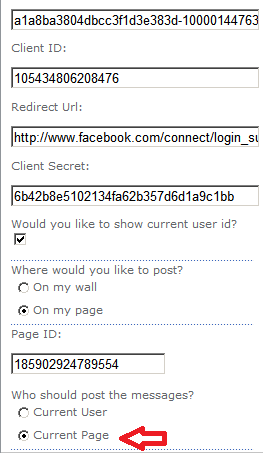 a1a8ba3804dbcc3f1d3e383d-10000144763
Client ID:
105434806208476
Redirect Url:
http://www.facebook.com/connect/login_su
Client Secret:
6b42b8e5102134fa62b357d6d1a9c1bb
Would you like to show current user id?
Where would you like to post?
On my wall
On my page
Page ID:
185902924789554
Who should post the messages?
Current User
Current Page